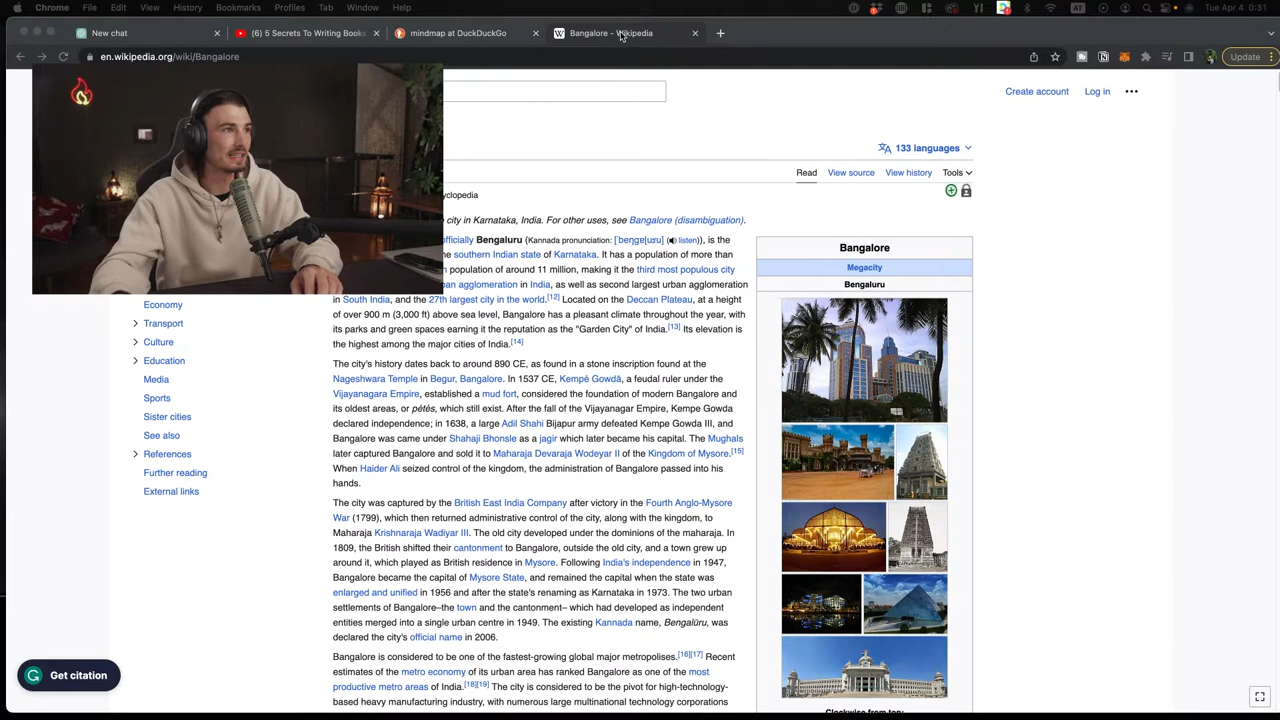 Chrome File Edit View History Bookmarks Profiles Tab Window Help
Tue Apr 4 0:31
New chat
(6) 5 Secrets To Writing Books
mindmap at DuckDuckGo
Bangalore - Wikipedia
en.wikipedia.org/wiki/Bangalore
Update
Create account Log in
133 languages
Read View source View history Tools
cyclopedia
city in Karnataka, India. For other uses, see Bangalore (disambiguation).
officially Bengaluru (Kannada pronunciation: [ˈbeŋgɐɭuːɾu] (listen)), is the
southern Indian state of Karnataka. It has a population of more than
population of around 11 million, making it the third most populous city
agglomeration in India, as well as second largest urban agglomeration
in South India, and the 27th largest city in the world.[12] Located on the Deccan Plateau, at a height
of over 900 m (3,000 ft) above sea level, Bangalore has a pleasant climate throughout the year, with
its parks and green spaces earning it the reputation as the "Garden City" of India.[13] Its elevation is
the highest among the major cities of India.[14]
The city's history dates back to around 890 CE, as found in a stone inscription found at the
Nageshwara Temple in Begur, Bangalore. In 1537 CE, Kempé Gowdā, a feudal ruler under the
Vijayanagara Empire, established a mud fort, considered the foundation of modern Bangalore and
its oldest areas, or pétés, which still exist. After the fall of the Vijayanagar Empire, Kempe Gowda
declared independence; in 1638, a large Adil Shahi Bijapur army defeated Kempe Gowda III, and
Bangalore was came under Shahaji Bhonsle as a jagir which later became his capital. The Mughals
later captured Bangalore and sold it to Maharaja Devaraja Wodeyar II of the Kingdom of Mysore.[15]
When Haider Ali seized control of the kingdom, the administration of Bangalore passed into his
hands.
The city was captured by the British East India Company after victory in the Fourth Anglo-Mysore
War (1799), which then returned administrative control of the city, along with the kingdom, to
Maharaja Krishnaraja Wadiyar III. The old city developed under the dominions of the maharaja. In
1809, the British shifted their cantonment to Bangalore, outside the old city, and a town grew up
around it, which played as British residence in Mysore. Following India's independence in 1947,
Bangalore became the capital of Mysore State, and remained the capital when the state was
enlarged and unified in 1956 and after the state's renaming as Karnataka in 1973. The two urban
settlements of Bangalore–the town and the cantonment– which had developed as independent
entities merged into a single urban centre in 1949. The existing Kannada name, Bengalūru, was
declared the city's official name in 2006.
Bangalore is considered to be one of the fastest-growing global major metropolises.[16][17] Recent
estimates of the metro economy of its urban area has ranked Bangalore as one of the most
productive metro areas of India.[18][19] The city is considered to be the pivot for high-technology-
based heavy manufacturing industry, with numerous large multinational technology corporations
Economy
Transport
Culture
Education
Media
Sports
Sister cities
See also
References
Further reading
External links
Get citation
Bangalore
Megacity
Bengaluru
Clockwise from top: